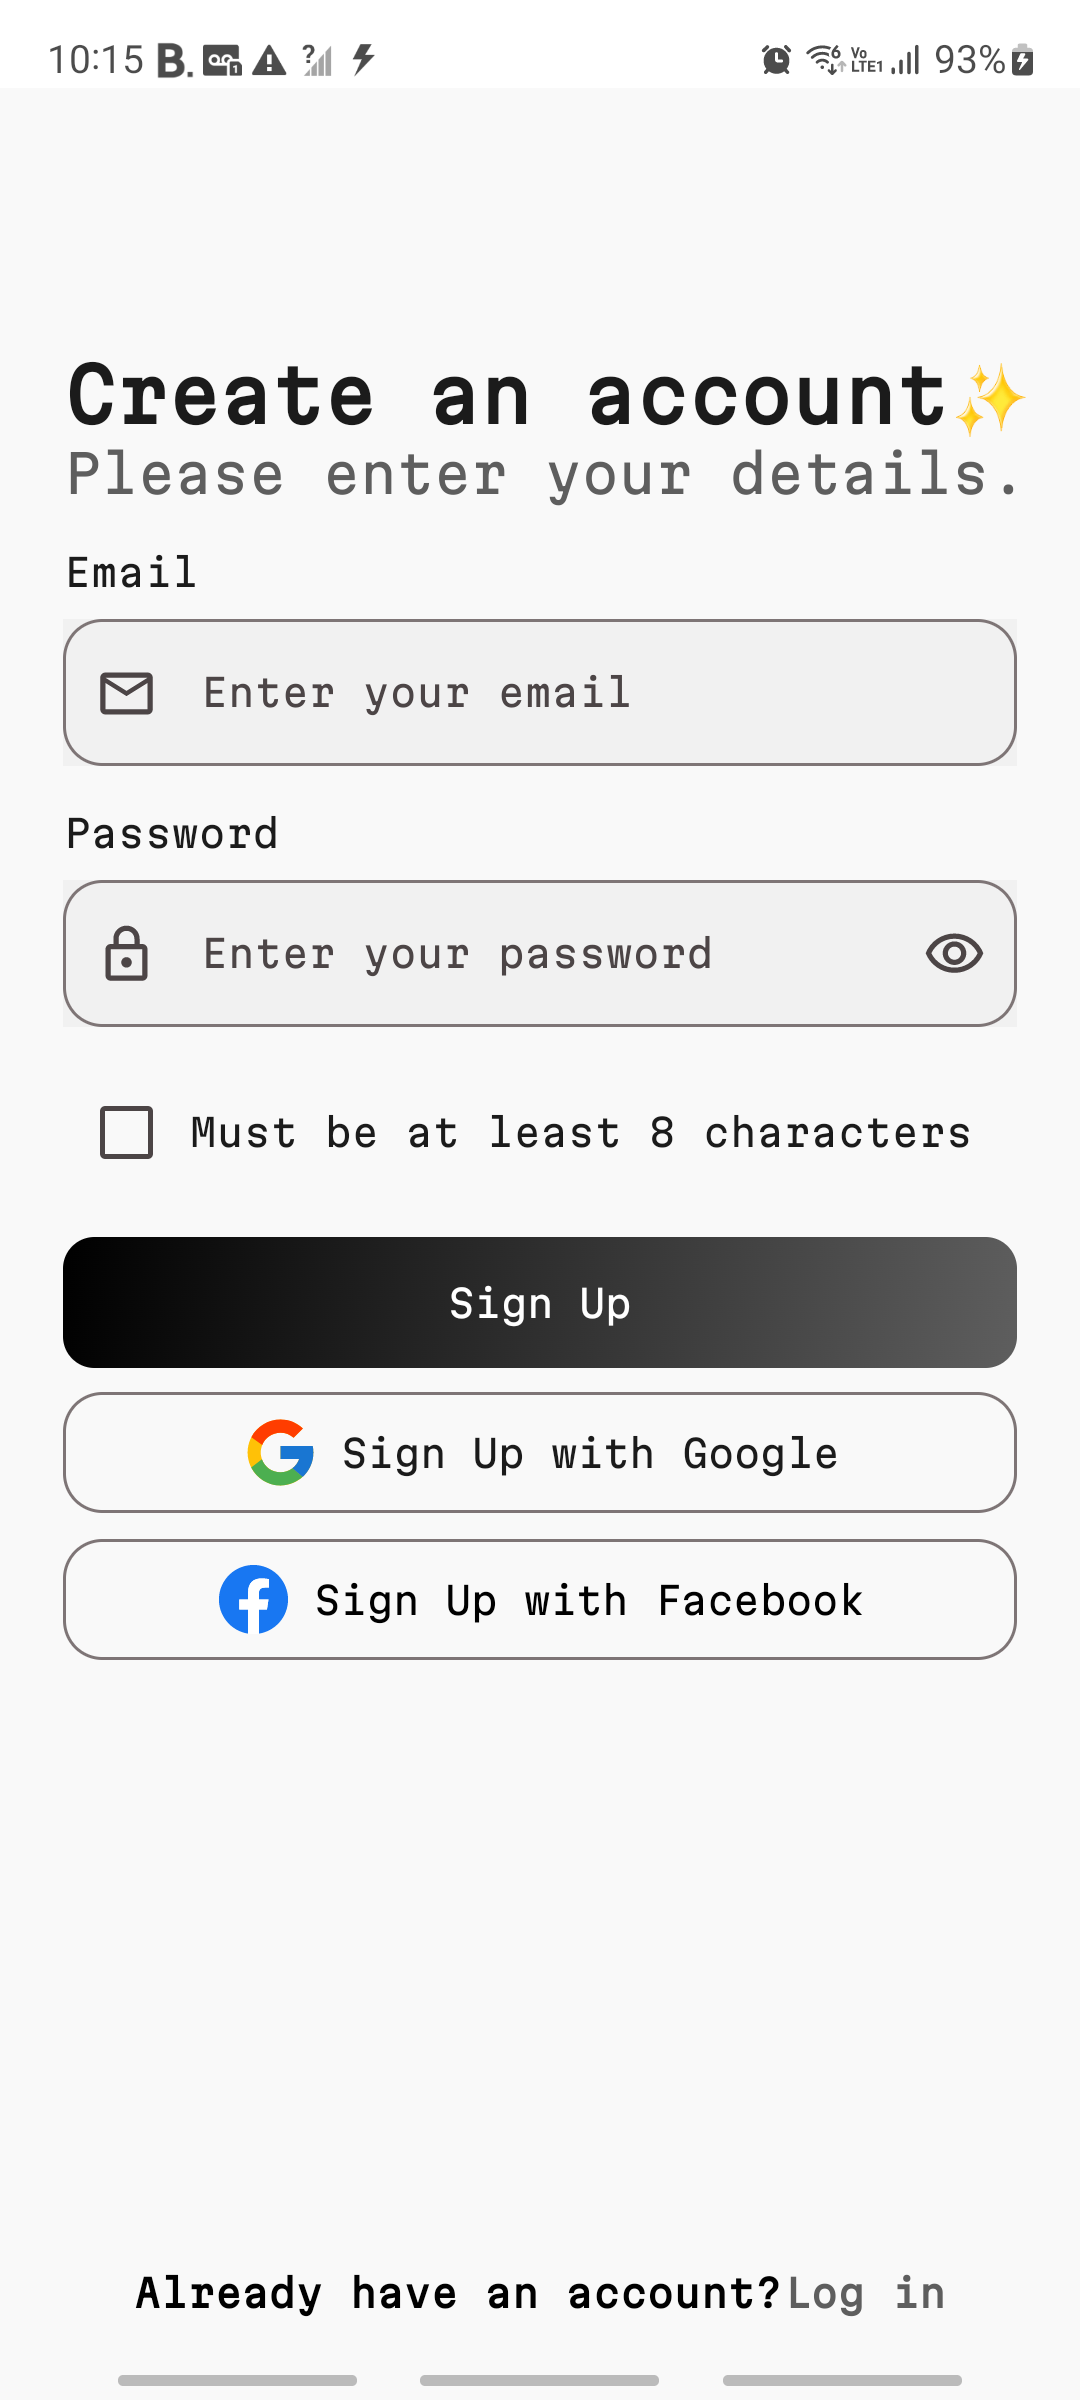 10:15 B. 93%
Create an account✨
Please enter your details.
Email
Enter your email
Password
Enter your password
Must be at least 8 characters
Sign Up
Sign Up with Google
Sign Up with Facebook
Already have an account?Log in